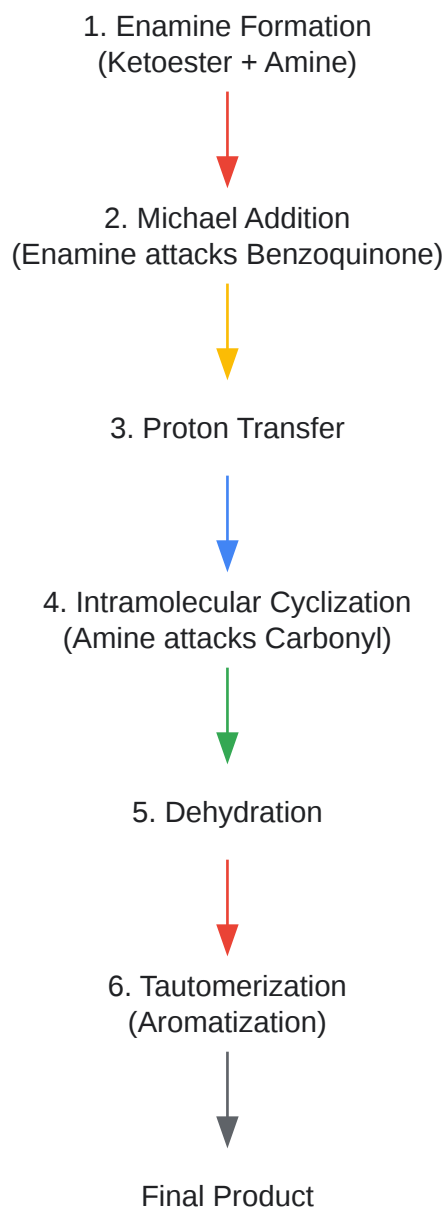 1. Enamine Formation
(Ketoester + Amine)
2. Michael Addition
(Enamine attacks Benzoquinone)
3. Proton Transfer
4. Intramolecular Cyclization
(Amine attacks Carbonyl)
5. Dehydration
6. Tautomerization
(Aromatization)
Final Product